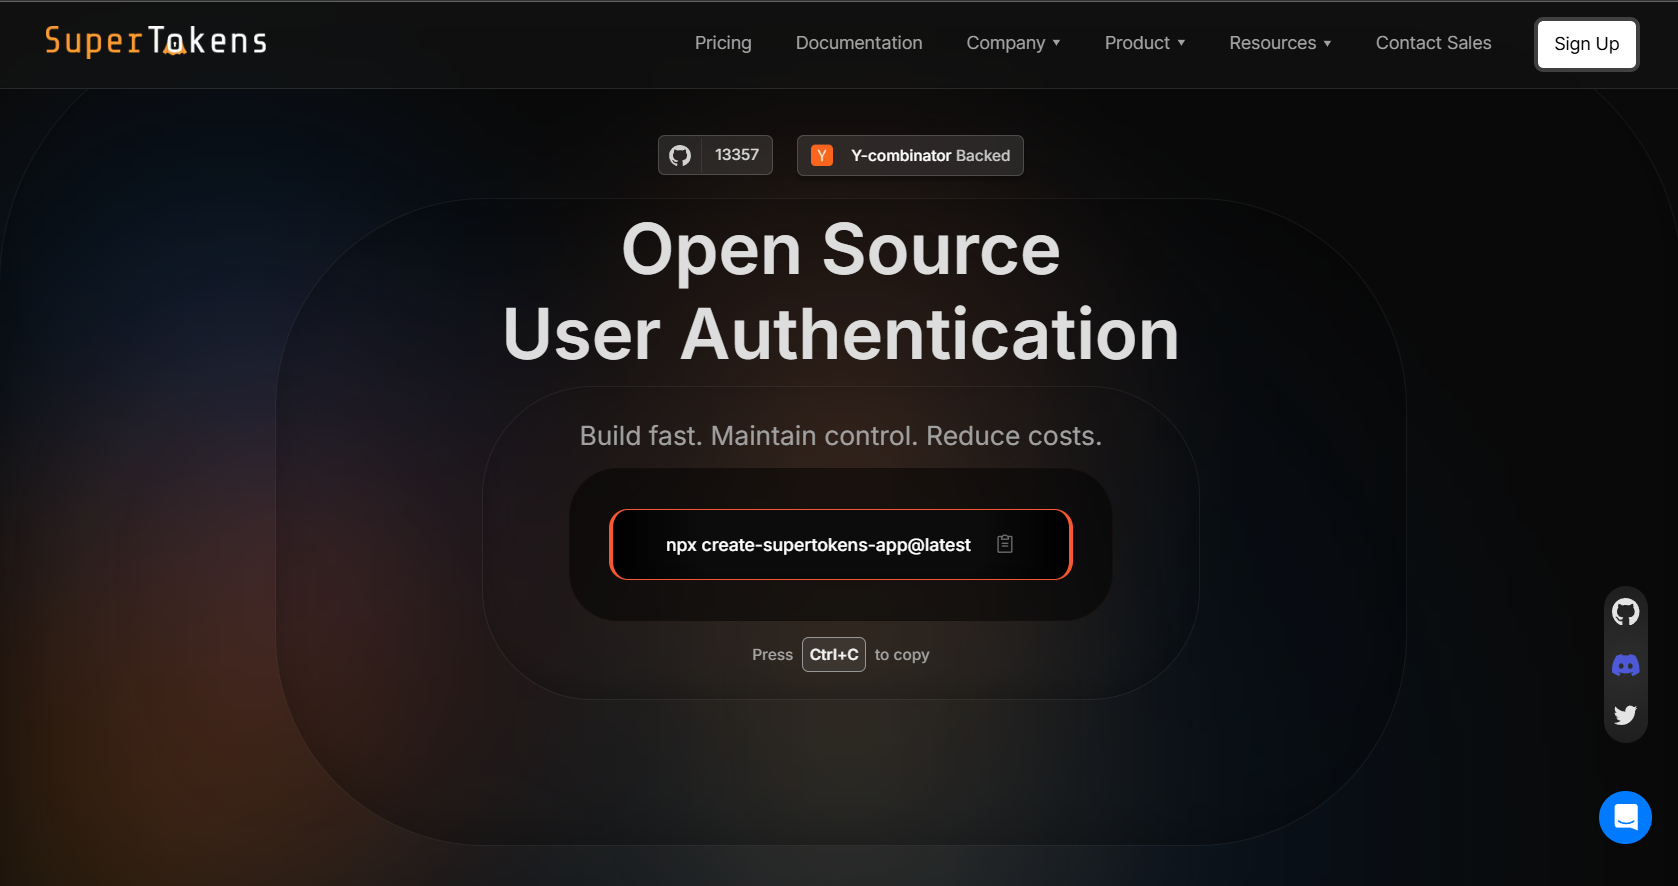 SuperTokens
Pricing Documentation Company Product Resources Contact Sales Sign Up
13357 Y Y-combinator Backed
Open Source
User Authentication
Build fast. Maintain control. Reduce costs.
npx create-supertokens-app@latest
Press Ctrl+C to copy